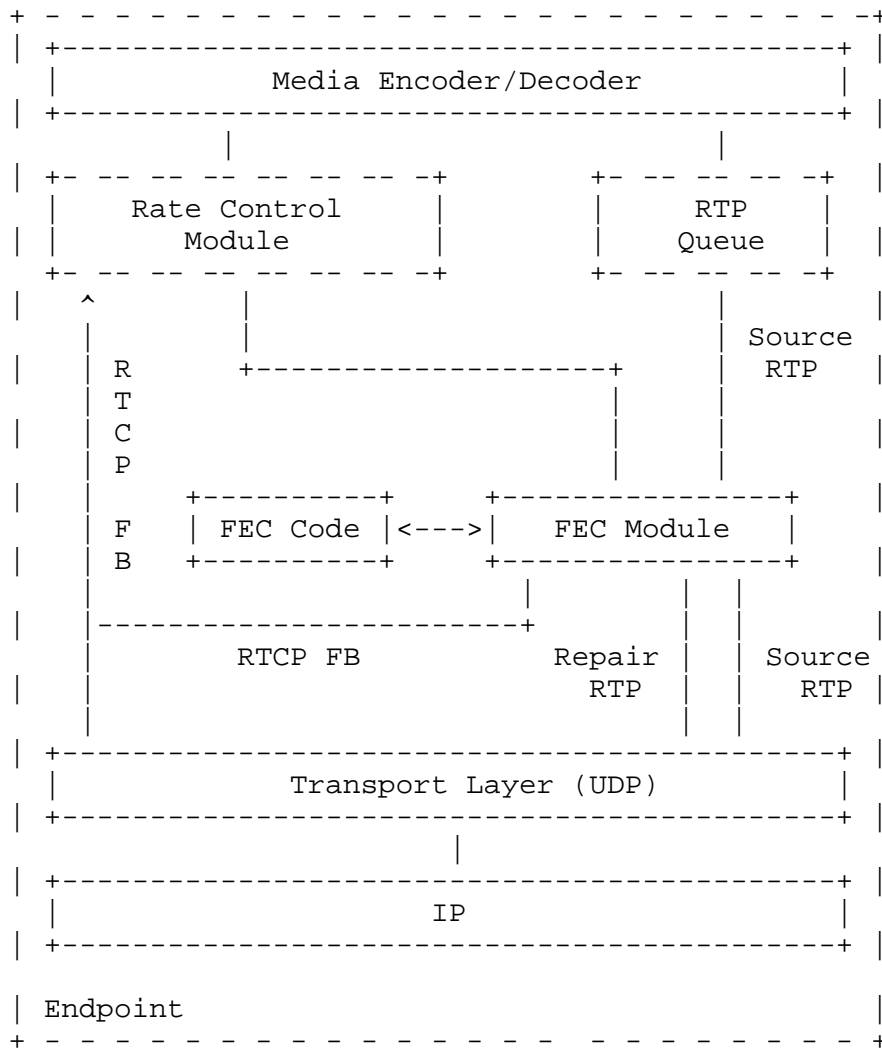 Media Encoder/Decoder
Rate Control RTP
Module Queue
Source
R RTP
T
C
P
F FEC Code <---> FEC Module
B
RTCP FB Repair Source
RTP RTP
Transport Layer (UDP)
IP
Endpoint